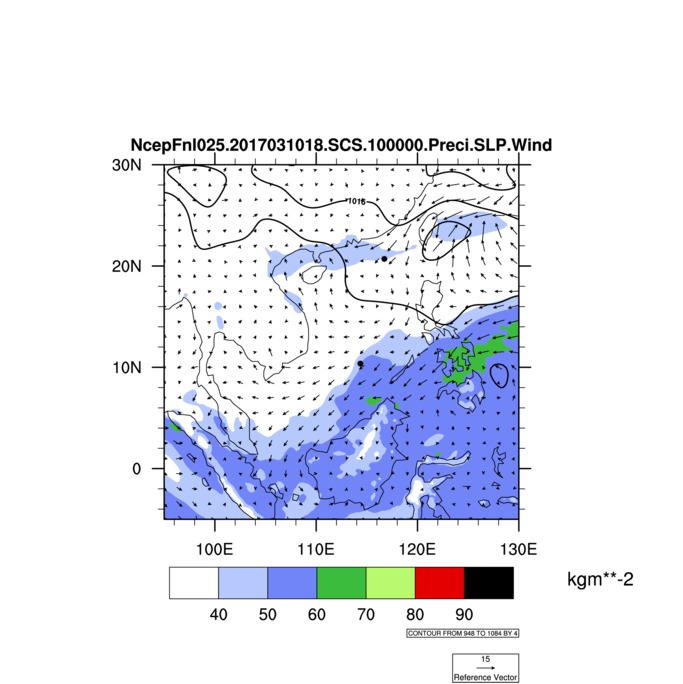 NcepFnl025.2017031018.SCS.100000.Preci.SLP.Wind
30N
1016
20N
10N
0
100E 110E 120E 130E
kgm**-2
40 50 60 70 80 90
CONTOUR FROM 948 TO 1084 BY 4
15
Reference Vector